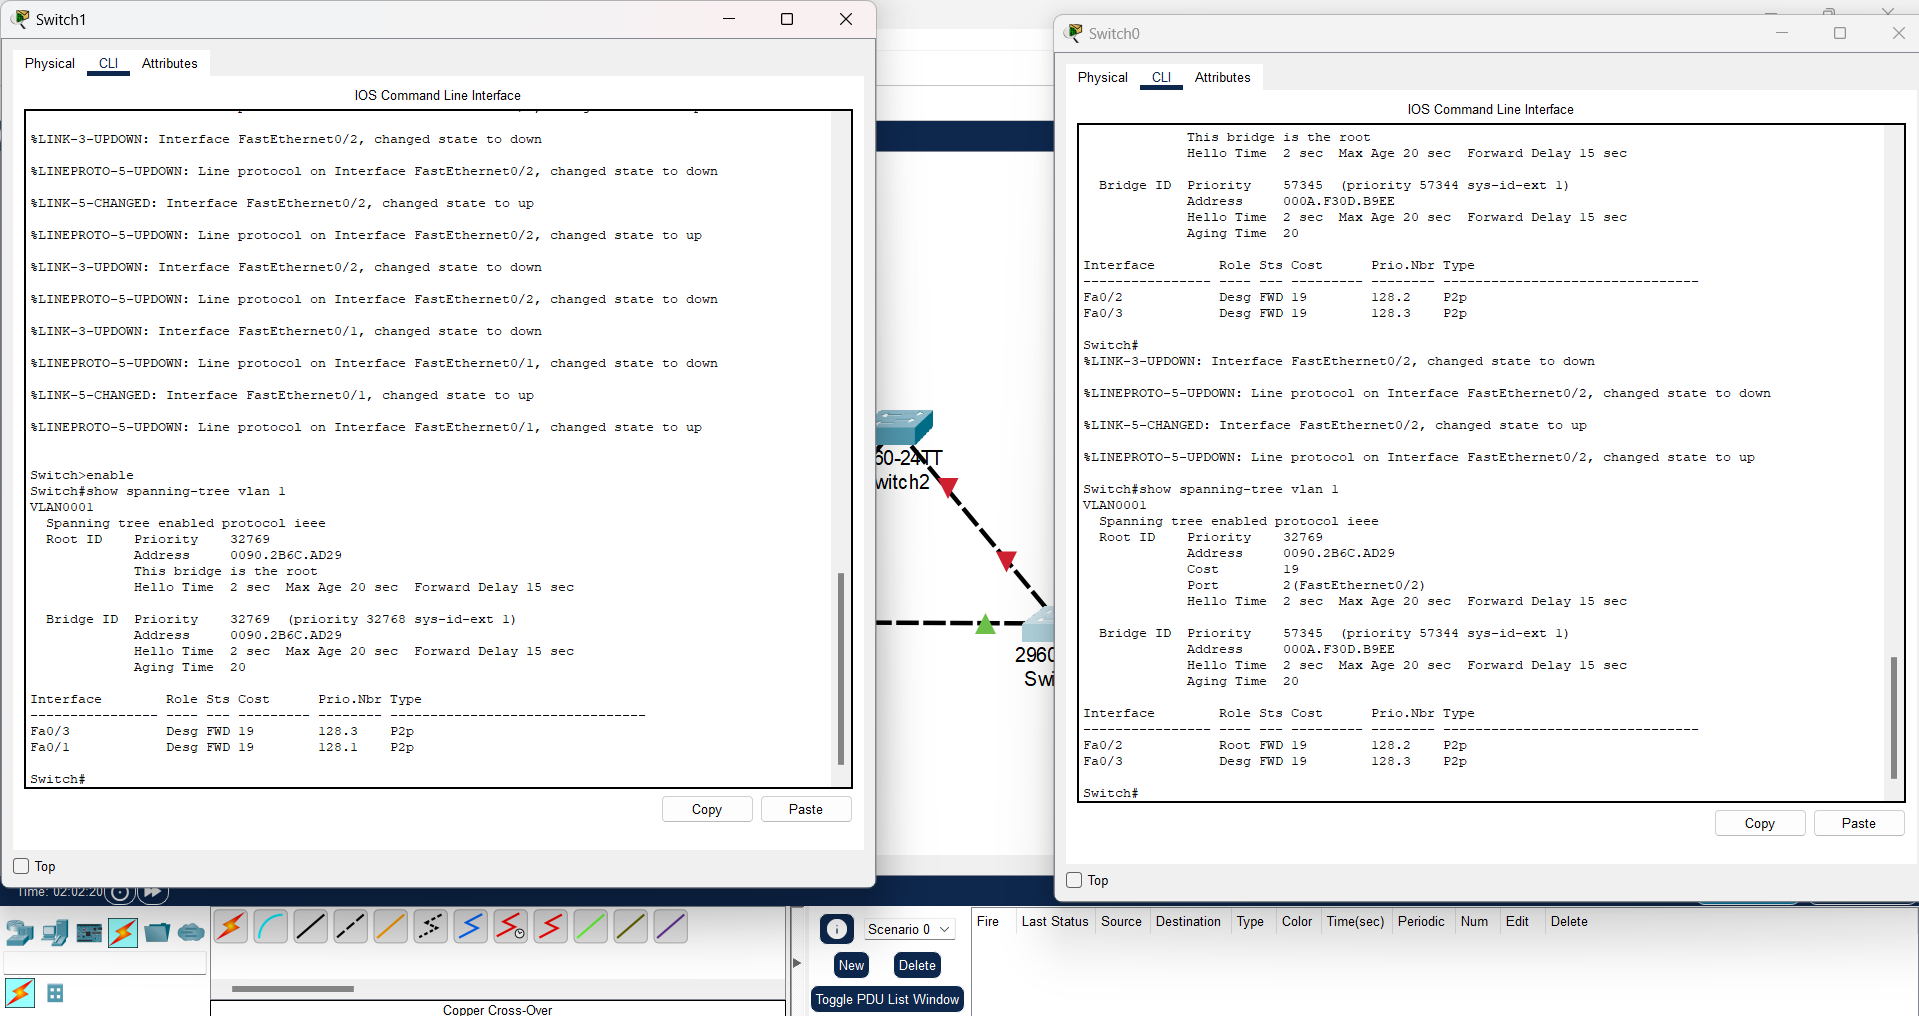 Switch1
Physical CLI Attributes
IOS Command Line Interface
%LINK-3-UPDOWN: Interface FastEthernet0/2, changed state to down
%LINEPROTO-5-UPDOWN: Line protocol on Interface FastEthernet0/2, changed state to down
%LINK-5-CHANGED: Interface FastEthernet0/2, changed state to up
%LINEPROTO-5-UPDOWN: Line protocol on Interface FastEthernet0/2, changed state to up
%LINK-3-UPDOWN: Interface FastEthernet0/2, changed state to down
%LINEPROTO-5-UPDOWN: Line protocol on Interface FastEthernet0/2, changed state to down
%LINK-3-UPDOWN: Interface FastEthernet0/1, changed state to down
%LINEPROTO-5-UPDOWN: Line protocol on Interface FastEthernet0/1, changed state to down
%LINK-5-CHANGED: Interface FastEthernet0/1, changed state to up
%LINEPROTO-5-UPDOWN: Line protocol on Interface FastEthernet0/1, changed state to up
Switch>enable
Switch#show spanning-tree vlan 1
VLAN0001
Spanning tree enabled protocol ieee
Root ID Priority 32769
Address 0090.2B6C.AD29
This bridge is the root
Hello Time 2 sec Max Age 20 sec Forward Delay 15 sec
Bridge ID Priority 32769 (priority 32768 sys-id-ext 1)
Address 0090.2B6C.AD29
Hello Time 2 sec Max Age 20 sec Forward Delay 15 sec
Aging Time 20
Interface Role Sts Cost Prio.Nbr Type
---------------- ---- --- --------- -------- --------------------------------
Fa0/3 Desg FWD 19 128.3 P2p
Fa0/1 Desg FWD 19 128.1 P2p
Switch#
Copy Paste
Top
Switch0
Physical CLI Attributes
IOS Command Line Interface
This bridge is the root
Hello Time 2 sec Max Age 20 sec Forward Delay 15 sec
Bridge ID Priority 57345 (priority 57344 sys-id-ext 1)
Address 000A.F30D.B9EE
Hello Time 2 sec Max Age 20 sec Forward Delay 15 sec
Aging Time 20
Interface Role Sts Cost Prio.Nbr Type
---------------- ---- --- --------- -------- --------------------------------
Fa0/2 Desg FWD 19 128.2 P2p
Fa0/3 Desg FWD 19 128.3 P2p
Switch#
%LINK-3-UPDOWN: Interface FastEthernet0/2, changed state to down
%LINEPROTO-5-UPDOWN: Line protocol on Interface FastEthernet0/2, changed state to down
%LINK-5-CHANGED: Interface FastEthernet0/2, changed state to up
%LINEPROTO-5-UPDOWN: Line protocol on Interface FastEthernet0/2, changed state to up
Switch#show spanning-tree vlan 1
VLAN0001
Spanning tree enabled protocol ieee
Root ID Priority 32769
Address 0090.2B6C.AD29
Cost 19
Port 2(FastEthernet0/2)
Hello Time 2 sec Max Age 20 sec Forward Delay 15 sec
Bridge ID Priority 57345 (priority 57344 sys-id-ext 1)
Address 000A.F30D.B9EE
Hello Time 2 sec Max Age 20 sec Forward Delay 15 sec
Aging Time 20
Interface Role Sts Cost Prio.Nbr Type
---------------- ---- --- --------- -------- --------------------------------
Fa0/2 Root FWD 19 128.2 P2p
Fa0/3 Desg FWD 19 128.3 P2p
Switch#
Copy Paste
Top
60-24TT
witch2
2960
Swi
Time: 02:02:20
Copper Cross-Over
Scenario 0
New Delete
Toggle PDU List Window
Fire Last Status Source Destination Type Color Time(sec) Periodic Num Edit Delete